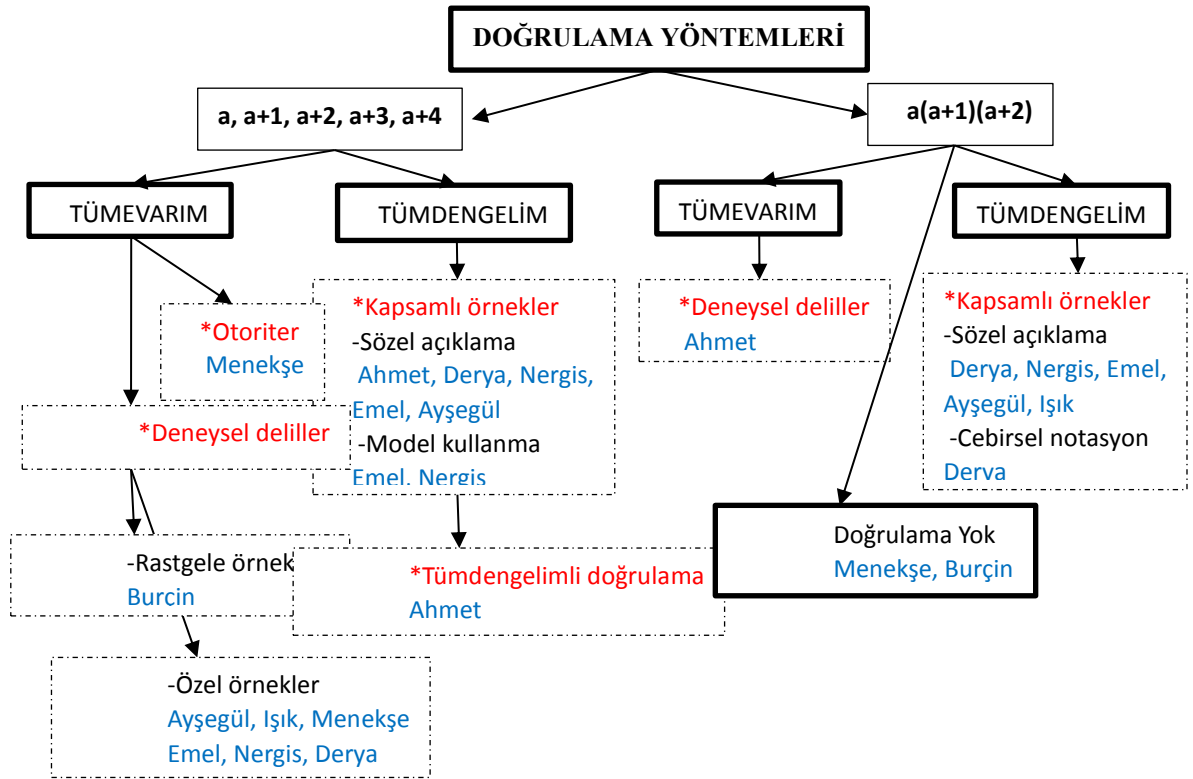 DOĞRULAMA YÖNTEMLERİ
a, a+1, a+2, a+3, a+4
a(a+1)(a+2)
TÜMEVARIM
TÜMDENGELİM
TÜMEVARIM
TÜMDENGELİM
*Otoriter
Menekşe
*Kapsamlı örnekler
-Sözel açıklama
Ahmet, Derya, Nergis,
Emel, Ayşegül
-Model kullanma
Emel, Nergis
*Deneysel deliller
Ahmet
*Kapsamlı örnekler
-Sözel açıklama
Derya, Nergis, Emel,
Ayşegül, Işık
-Cebirsel notasyon
Derya
*Deneysel deliller
-Rastgele örnek
Burçin
*Tümdengelimli doğrulama
Ahmet
Doğrulama Yok
Menekşe, Burçin
-Özel örnekler
Ayşegül, Işık, Menekşe
Emel, Nergis, Derya